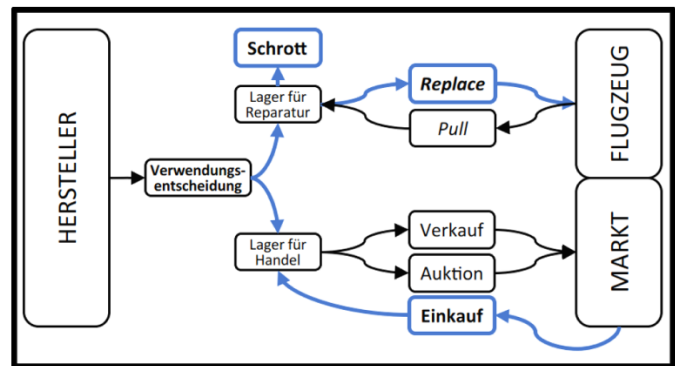 HERSTELLER
Verwendungs-
entscheidung
Schrott
Lager für
Reparatur
Replace
Pull
FLUGZEUG
Lager für
Handel
Verkauf
Auktion
Einkauf
MARKT